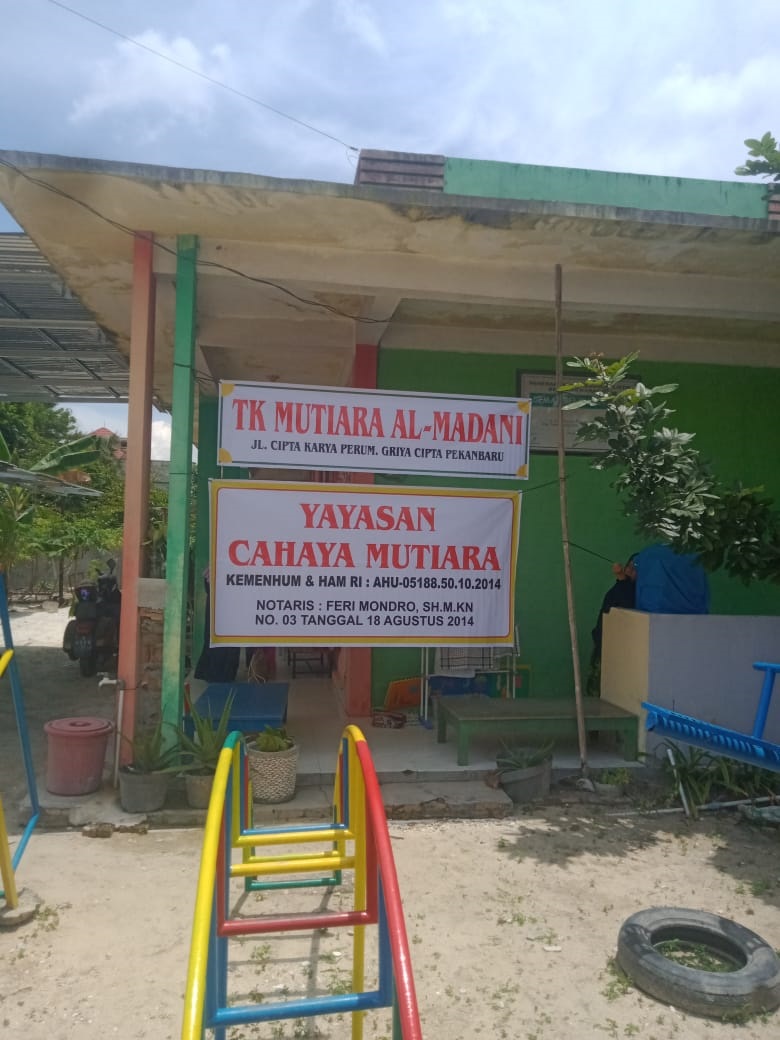 TK MUTIARA AL-MADANI
JL. CIPTA KARYA PERUM. GRIYA CIPTA PEKANBARU
YAYASAN
CAHAYA MUTIARA
KEMENHUM & HAM RI : AHU-05188.50.10.2014
NOTARIS : FERI MONDRO, SH.M.KN
NO. 03 TANGGAL 18 AGUSTUS 2014